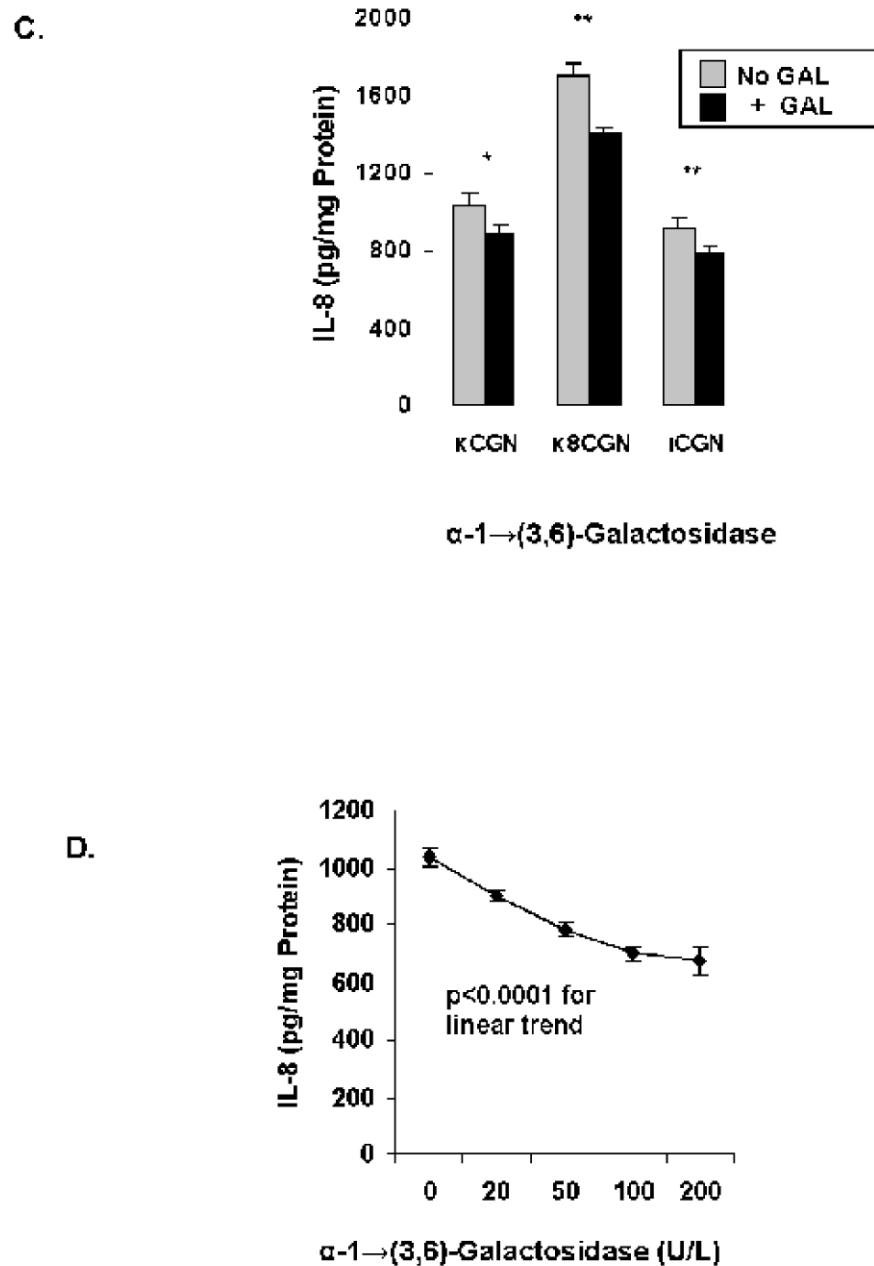 C.
IL-8 (pg/mg Protein)
2000
1600
1200
800
400
0
*
**
**
No GAL
+ GAL
κCGN
κ8CGN
ιCGN
α-1→(3,6)-Galactosidase
D.
IL-8 (pg/mg Protein)
1200
1000
800
600
400
200
0
p<0.0001 for
linear trend
0 20 50 100 200
α-1→(3,6)-Galactosidase (U/L)